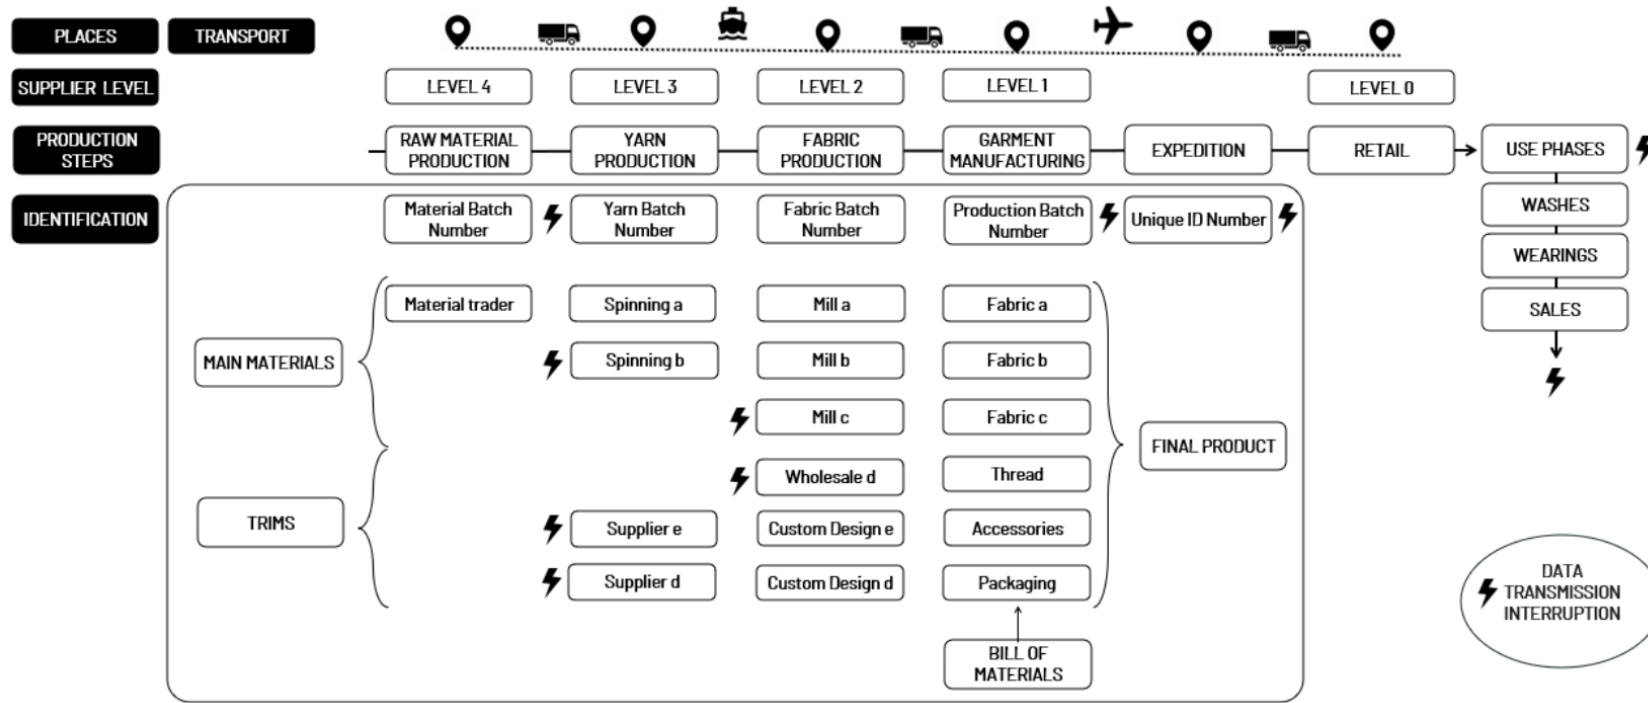 PLACES
TRANSPORT
SUPPLIER LEVEL
LEVEL 4
LEVEL 3
LEVEL 2
LEVEL 1
LEVEL 0
PRODUCTION
STEPS
RAW MATERIAL
PRODUCTION
YARN
PRODUCTION
FABRIC
PRODUCTION
GARMENT
MANUFACTURING
EXPEDITION
RETAIL
USE PHASES
WASHES
WEARINGS
SALES
IDENTIFICATION
Material Batch
Number
Yarn Batch
Number
Fabric Batch
Number
Production Batch
Number
Unique ID Number
MAIN MATERIALS
TRIMS
Material trader
Spinning a
Mill a
Fabric a
Spinning b
Mill b
Fabric b
Mill c
Fabric c
Wholesale d
Thread
Supplier e
Custom Design e
Accessories
Supplier d
Custom Design d
Packaging
BILL OF
MATERIALS
FINAL PRODUCT
DATA
TRANSMISSION
INTERRUPTION